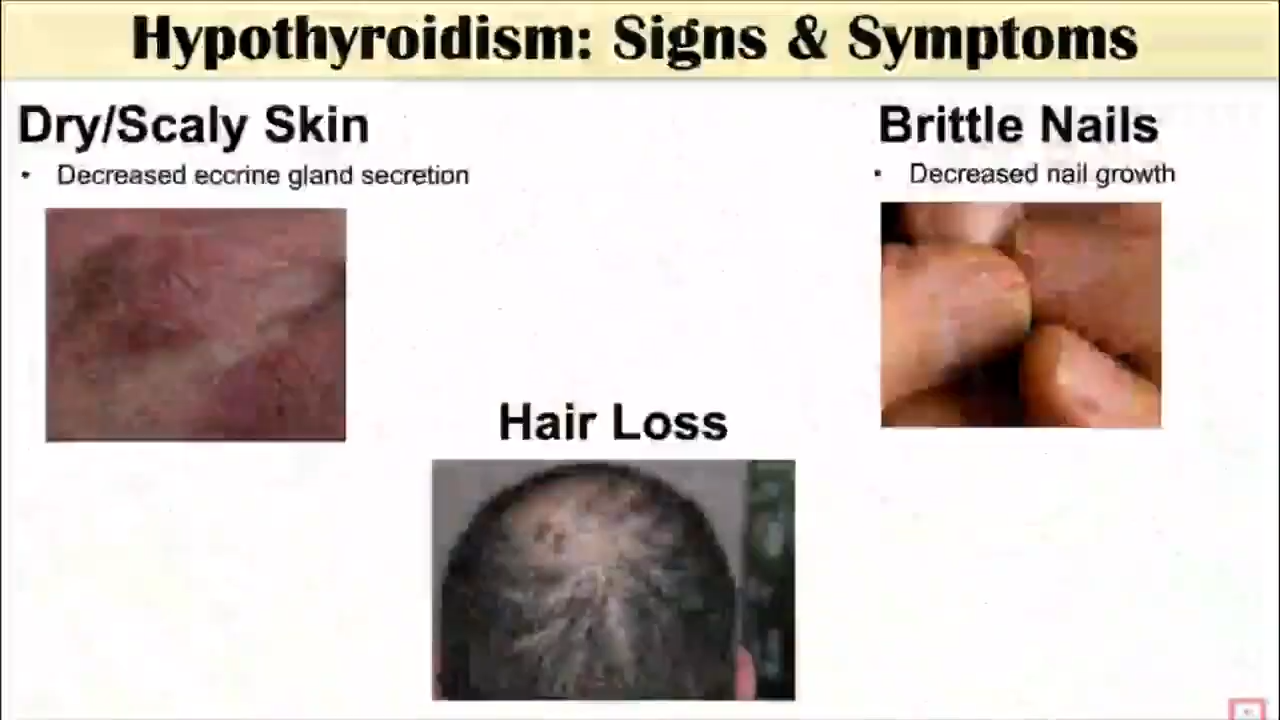 Hypothyroidism: Signs & Symptoms
Dry/Scaly Skin
• Decreased eccrine gland secretion
Brittle Nails
• Decreased nail growth
Hair Loss